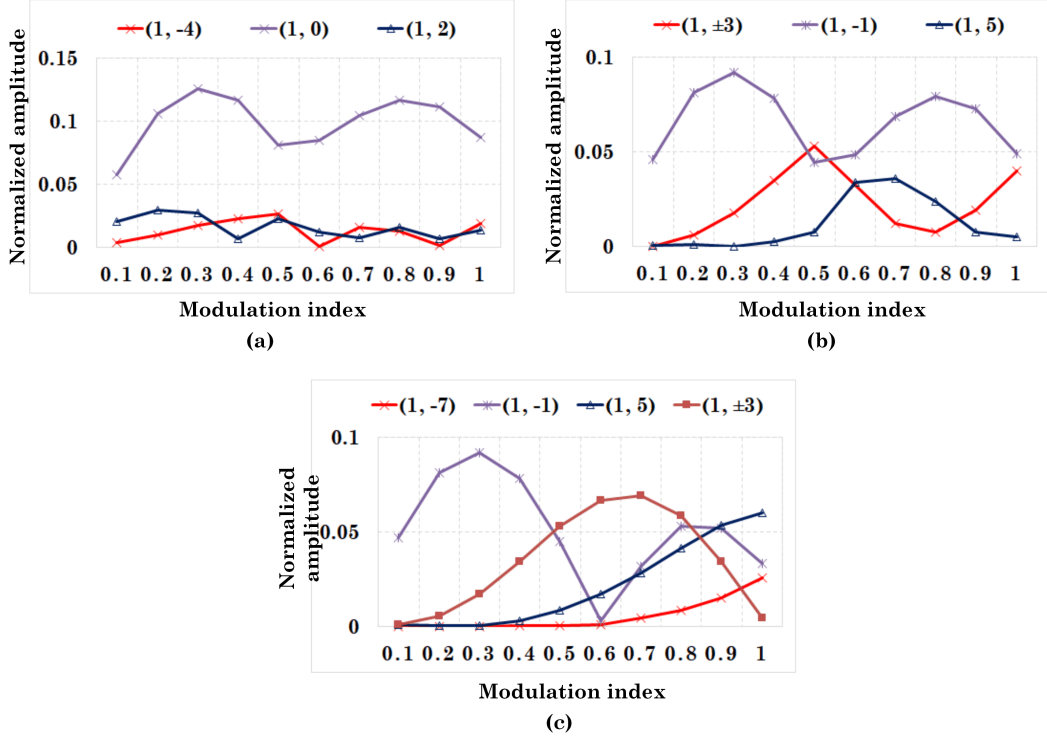 (1, -4) (1, 0) (1, 2)
Normalized amplitude
0.15
0.1
0.05
0
0.1 0.2 0.3 0.4 0.5 0.6 0.7 0.8 0.9 1
Modulation index
(a)
(1, ±3) (1, -1) (1, 5)
Normalized amplitude
0.1
0.05
0
0.1 0.2 0.3 0.4 0.5 0.6 0.7 0.8 0.9 1
Modulation index
(b)
(1, -7) (1, -1) (1, 5) (1, ±3)
Normalized
amplitude
0.1
0.05
0
0.1 0.2 0.3 0.4 0.5 0.6 0.7 0.8 0.9 1
Modulation index
(c)